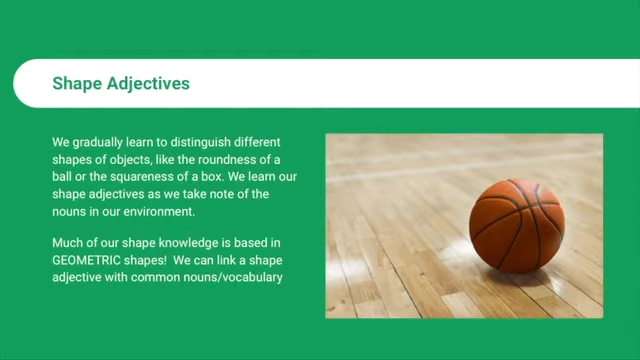 Shape Adjectives
We gradually learn to distinguish different
shapes of objects, like the roundness of a
ball or the squareness of a box. We learn our
shape adjectives as we take note of the
nouns in our environment.
Much of our shape knowledge is based in
GEOMETRIC shapes!  We can link a shape
adjective with common nouns/vocabulary